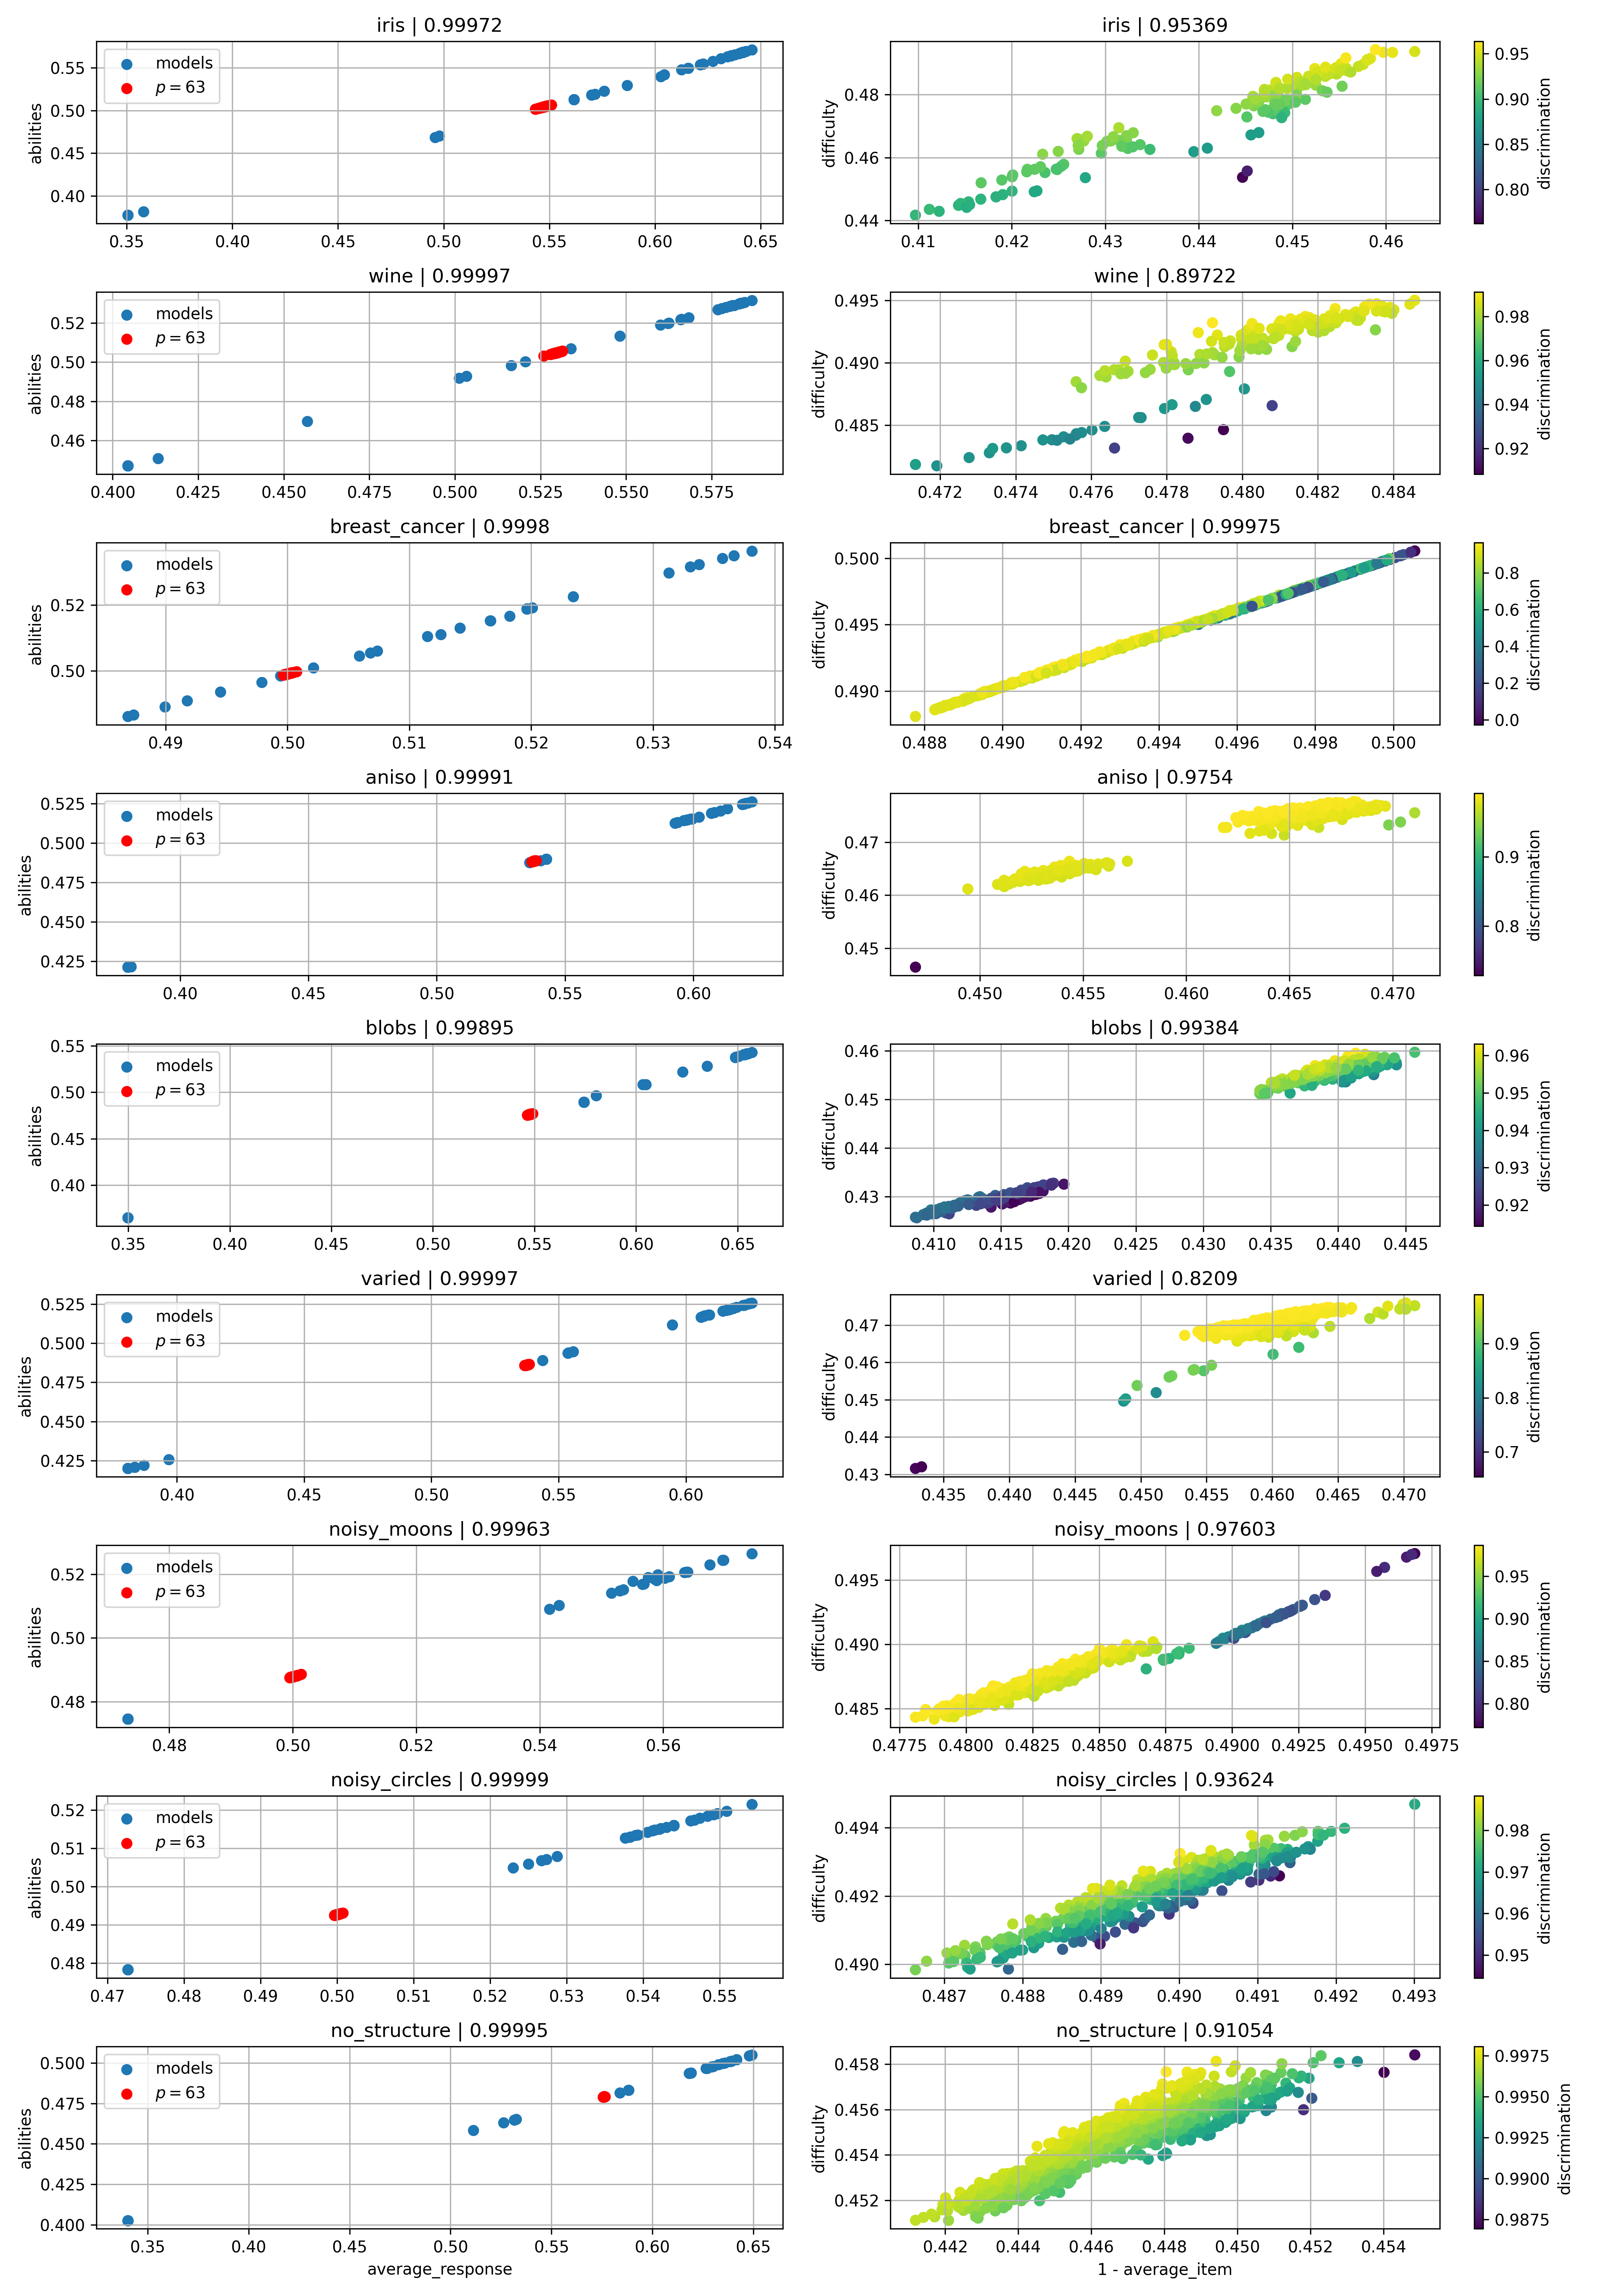 iris | 0.99972
abilities
0.55
0.50
0.45
0.40
models
p = 63
0.35 0.40 0.45 0.50 0.55 0.60 0.65
iris | 0.95369
difficulty
0.48
0.46
0.44
0.41 0.42 0.43 0.44 0.45 0.46
0.95
0.90
0.85
0.80
discrimination
wine | 0.99997
abilities
0.52
0.50
0.48
0.46
models
p = 63
0.400 0.425 0.450 0.475 0.500 0.525 0.550 0.575
wine | 0.89722
difficulty
0.495
0.490
0.485
0.472 0.474 0.476 0.478 0.480 0.482 0.484
0.98
0.96
0.94
0.92
discrimination
breast_cancer | 0.9998
abilities
0.52
0.50
models
p = 63
0.49 0.50 0.51 0.52 0.53 0.54
breast_cancer | 0.99975
difficulty
0.500
0.495
0.490
0.488 0.490 0.492 0.494 0.496 0.498 0.500
0.8
0.6
0.4
0.2
0.0
discrimination
aniso | 0.99991
abilities
0.525
0.500
0.475
0.450
0.425
models
p = 63
0.40 0.45 0.50 0.55 0.60
aniso | 0.9754
difficulty
0.47
0.46
0.45
0.450 0.455 0.460 0.465 0.470
0.9
0.8
discrimination
blobs | 0.99895
abilities
0.55
0.50
0.45
0.40
models
p = 63
0.35 0.40 0.45 0.50 0.55 0.60 0.65
blobs | 0.99384
difficulty
0.46
0.45
0.44
0.43
0.410 0.415 0.420 0.425 0.430 0.435 0.440 0.445
0.96
0.95
0.94
0.93
0.92
discrimination
varied | 0.99997
abilities
0.525
0.500
0.475
0.450
0.425
models
p = 63
0.40 0.45 0.50 0.55 0.60
varied | 0.8209
difficulty
0.47
0.46
0.45
0.44
0.43
0.435 0.440 0.445 0.450 0.455 0.460 0.465 0.470
0.9
0.8
0.7
discrimination
noisy_moons | 0.99963
abilities
0.52
0.50
0.48
models
p = 63
0.48 0.50 0.52 0.54 0.56
noisy_moons | 0.97603
difficulty
0.495
0.490
0.485
0.4775 0.4800 0.4825 0.4850 0.4875 0.4900 0.4925 0.4950 0.4975
0.95
0.90
0.85
0.80
discrimination
noisy_circles | 0.99999
abilities
0.52
0.51
0.50
0.49
0.48
models
p = 63
0.47 0.48 0.49 0.50 0.51 0.52 0.53 0.54 0.55
noisy_circles | 0.93624
difficulty
0.494
0.492
0.490
0.487 0.488 0.489 0.490 0.491 0.492 0.493
0.98
0.97
0.96
0.95
discrimination
no_structure | 0.99995
abilities
0.500
0.475
0.450
0.425
0.400
models
p = 63
0.35 0.40 0.45 0.50 0.55 0.60 0.65
average_response
no_structure | 0.91054
difficulty
0.458
0.456
0.454
0.452
0.442 0.444 0.446 0.448 0.450 0.452 0.454
1 - average_item
0.9975
0.9950
0.9925
0.9900
0.9875
discrimination